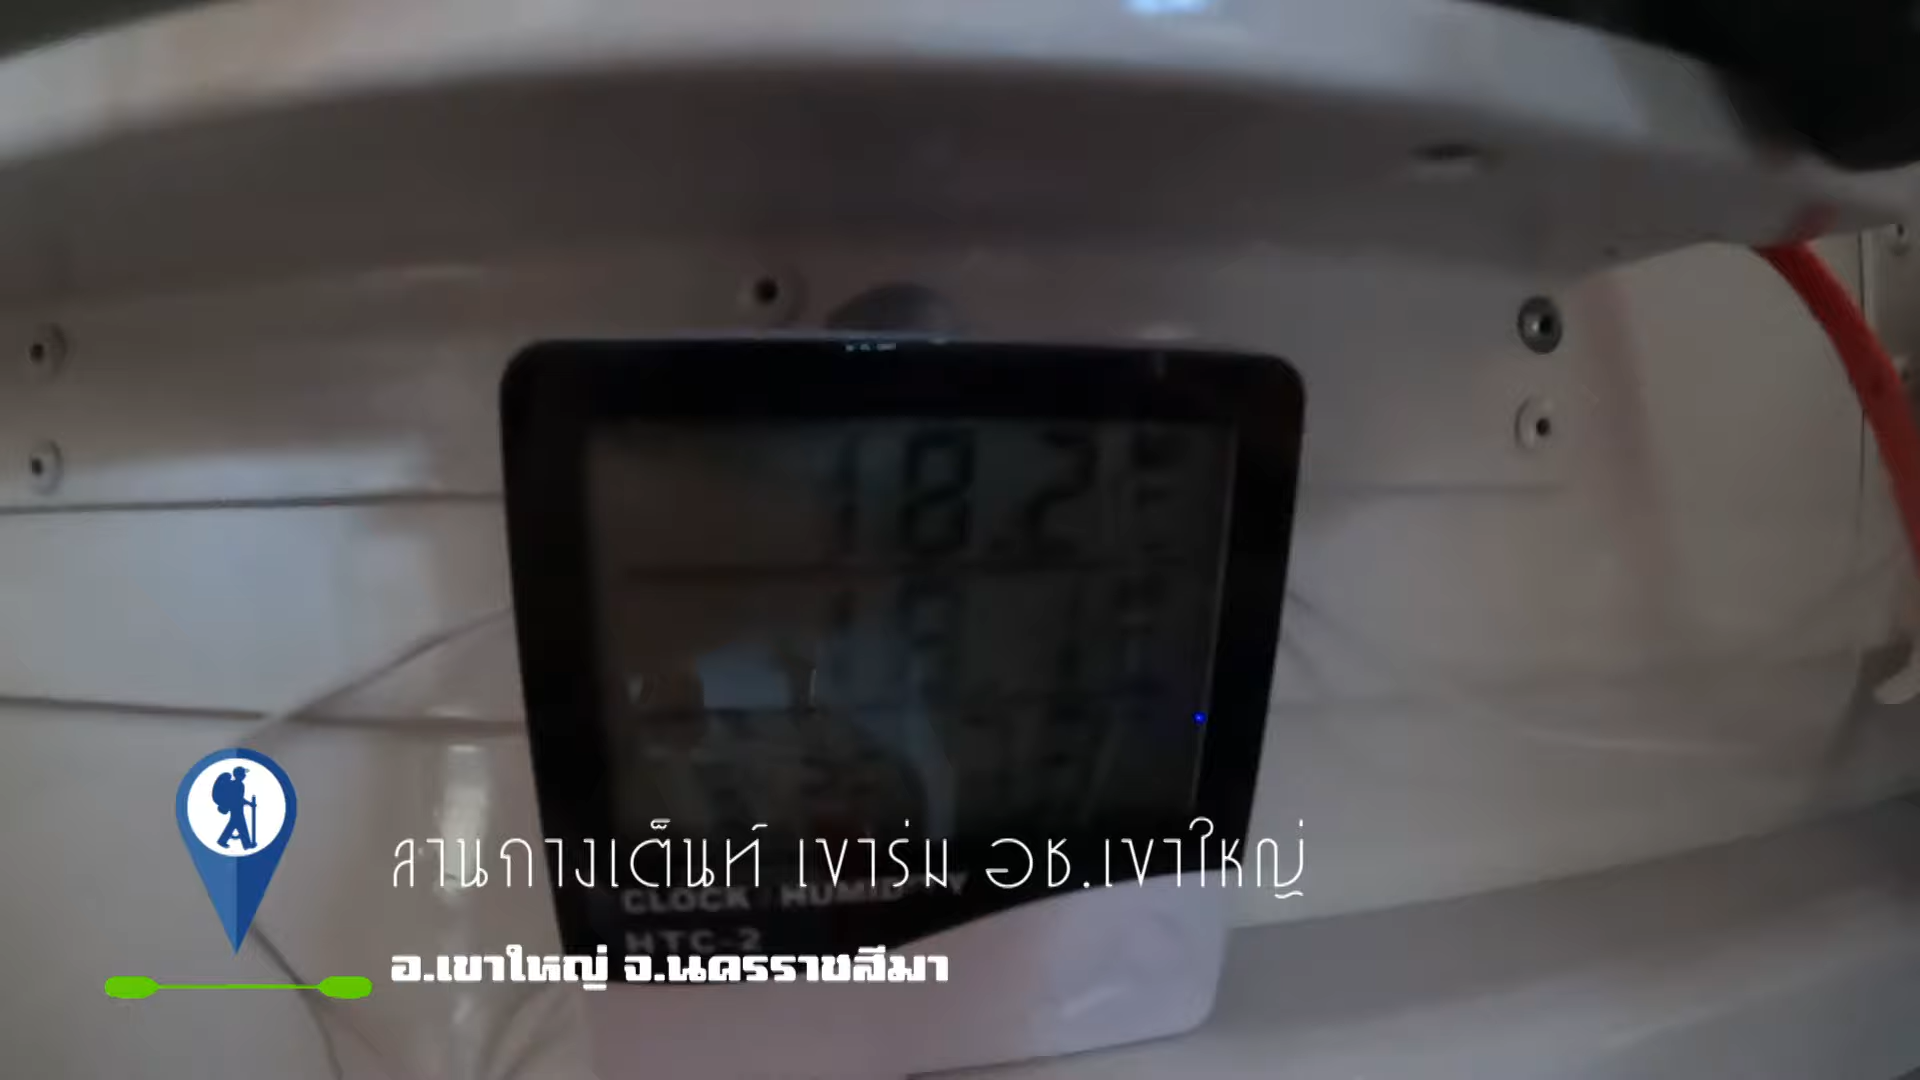 18.2
ลานกางเต็นท์ เขาร่ม อช.เขาใหญ่
CLOCK / HUMIDITY
HTC-2
อ.เขาใหญ่ จ.นครราชสีมา